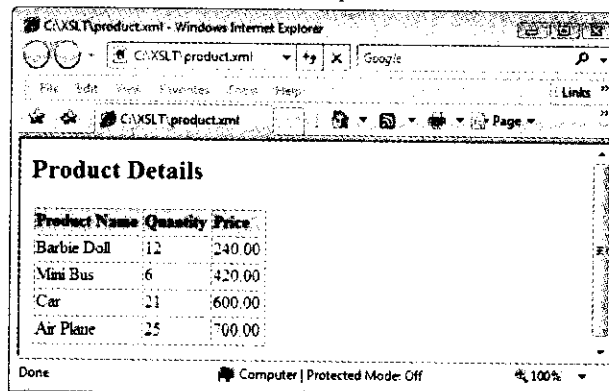 C:\XSLT\product.xml - Windows Internet Explorer
C:\XSLT\product.xml Google
File Edit View Favorites Tools Help Links »
C:\XSLT\product.xml Page »
Product Details
Product Name Quantity Price
Barbie Doll 12 240.00
Mini Bus 6 420.00
Car 21 600.00
Air Plane 25 700.00
Done Computer | Protected Mode: Off 100%